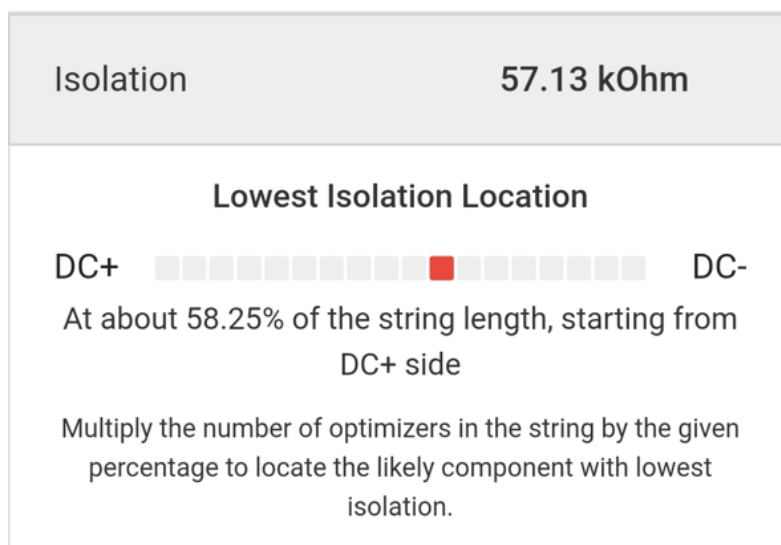 Isolation 57.13 kOhm
Lowest Isolation Location
DC+ DC-
At about 58.25% of the string length, starting from
DC+ side
Multiply the number of optimizers in the string by the given
percentage to locate the likely component with lowest
isolation.